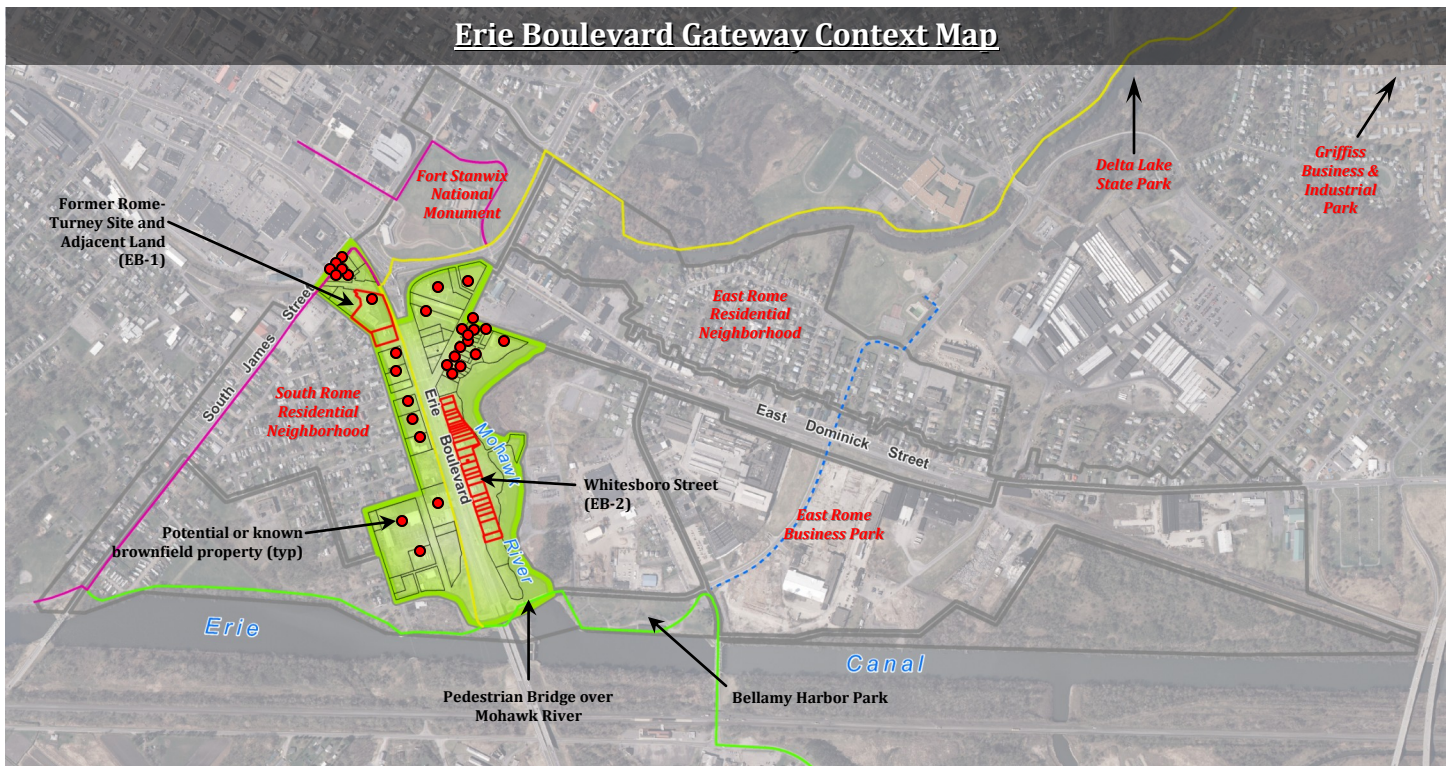 Erie Boulevard Gateway Context Map
Delta Lake
State Park
Griffiss
Business &
Industrial
Park
Fort Stanwix
National
Monument
Former Rome-
Turney Site and
Adjacent Land
(EB-1)
South James Street
East Rome
Residential
Neighborhood
South Rome
Residential
Neighborhood
Erie Boulevard
Mohawk River
East Dominick Street
Whitesboro Street
(EB-2)
East Rome
Business Park
Potential or known
brownfield property (typ)
Erie Canal
Pedestrian Bridge over
Mohawk River
Bellamy Harbor Park